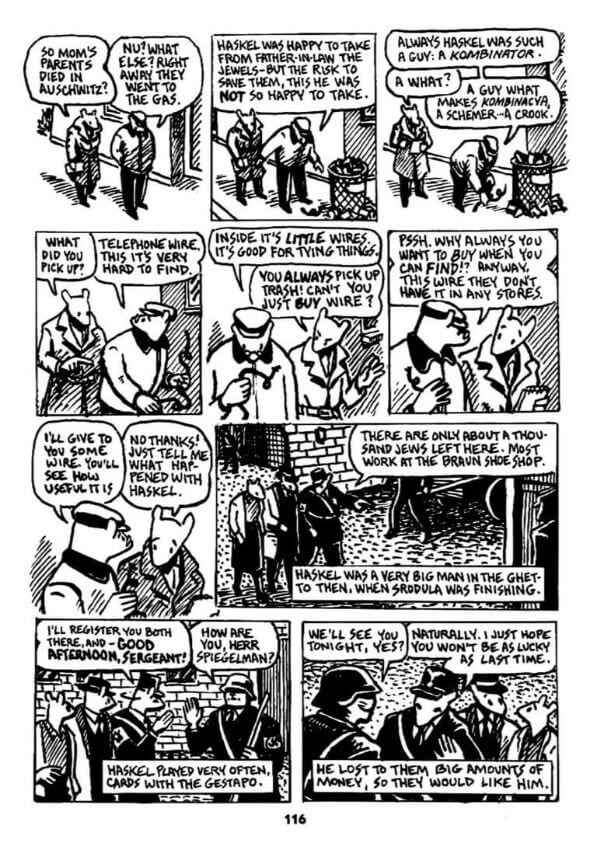 SO MOM'S
PARENTS
DIED IN
AUSCHWITZ?
NU? WHAT
ELSE? RIGHT
AWAY THEY
WENT TO
THE GAS.
HASKEL WAS HAPPY TO TAKE
FROM FATHER-IN-LAW THE
JEWELS-BUT THE RISK TO
SAVE THEM, THIS HE WAS
NOT SO HAPPY TO TAKE.
ALWAYS HASKEL WAS SUCH
A GUY: A KOMBINATOR.
A WHAT?
A GUY WHAT
MAKES KOMBINACYA,
A SCHEMER...A CROOK.
WHAT
DID YOU
PICK UP?
TELEPHONE WIRE.
THIS IT'S VERY
HARD TO FIND.
INSIDE IT'S LITTLE WIRES.
IT'S GOOD FOR TYING THINGS.
YOU ALWAYS PICK UP
TRASH! CAN'T YOU
JUST BUY WIRE?
PSSH. WHY ALWAYS YOU
WANT TO BUY WHEN YOU
CAN FIND!? ANYWAY,
THIS WIRE THEY DON'T
HAVE IT IN ANY STORES.
I'LL GIVE TO
YOU SOME
WIRE. YOU'LL
SEE HOW
USEFUL IT IS
NO THANKS!
JUST TELL ME
WHAT HAP-
PENED WITH
HASKEL.
THERE ARE ONLY ABOUT A THOU-
SAND JEWS LEFT HERE. MOST
WORK AT THE BRAUN SHOE SHOP.
HASKEL WAS A VERY BIG MAN IN THE GHET-
TO THEN, WHEN SRODULA WAS FINISHING.
I'LL REGISTER YOU BOTH
THERE, AND - GOOD
AFTERNOON, SERGEANT!
HOW ARE
YOU, HERR
SPIEGELMAN?
HASKEL PLAYED VERY OFTEN,
CARDS WITH THE GESTAPO.
WE'LL SEE YOU
TONIGHT, YES?
NATURALLY. I JUST HOPE
YOU WON'T BE AS LUCKY
AS LAST TIME.
HE LOST TO THEM BIG AMOUNTS OF
MONEY, SO THEY WOULD LIKE HIM.
116